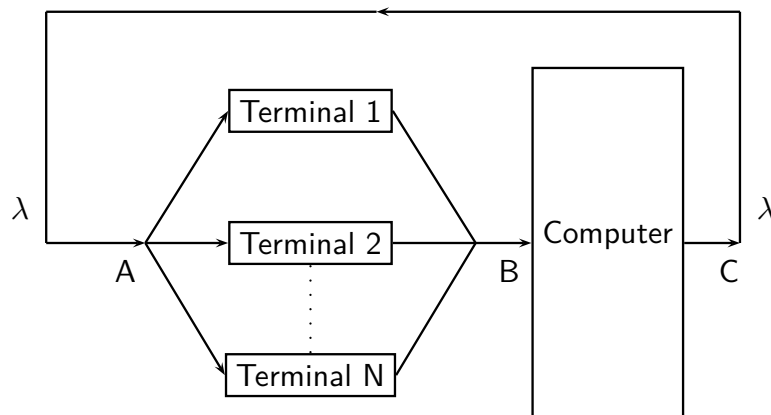 Terminal 1
λ
λ
Terminal 2
Computer
A
B
C
Terminal N